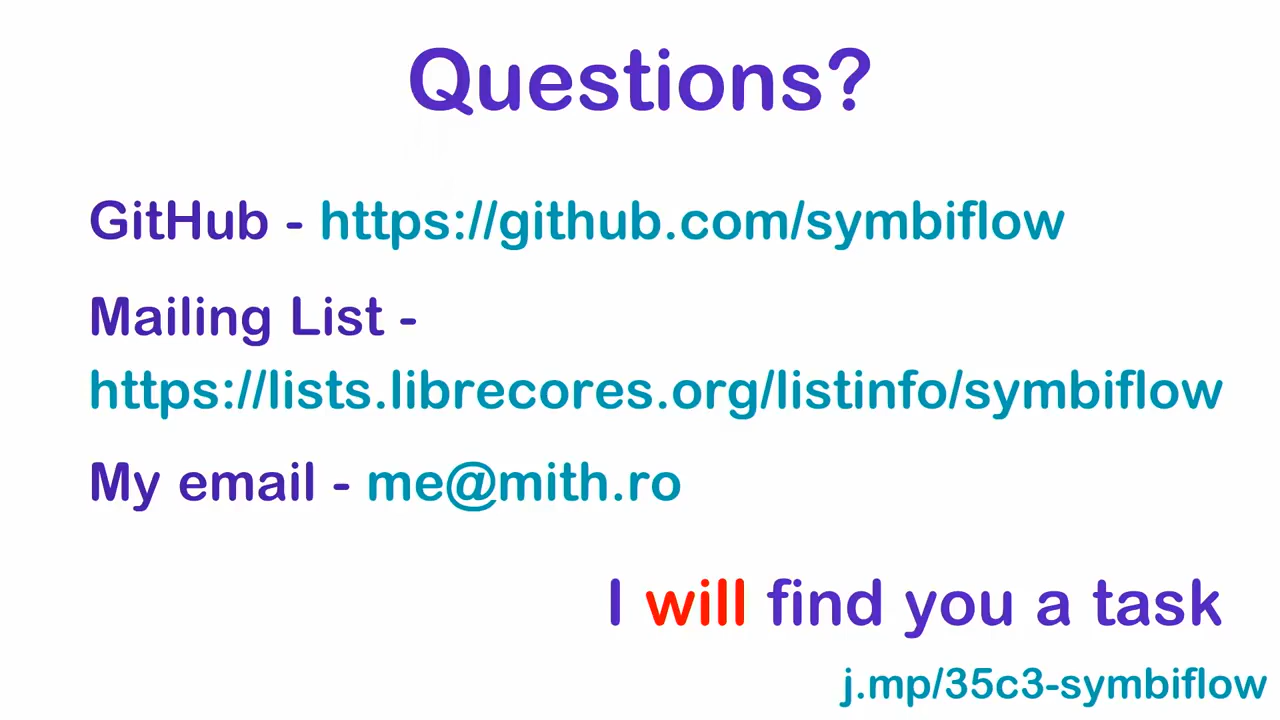 Questions?
GitHub - https://github.com/symbiflow
Mailing List -
https://lists.librecores.org/listinfo/symbiflow
My email - me@mith.ro
I will find you a task
j.mp/35c3-symbiflow